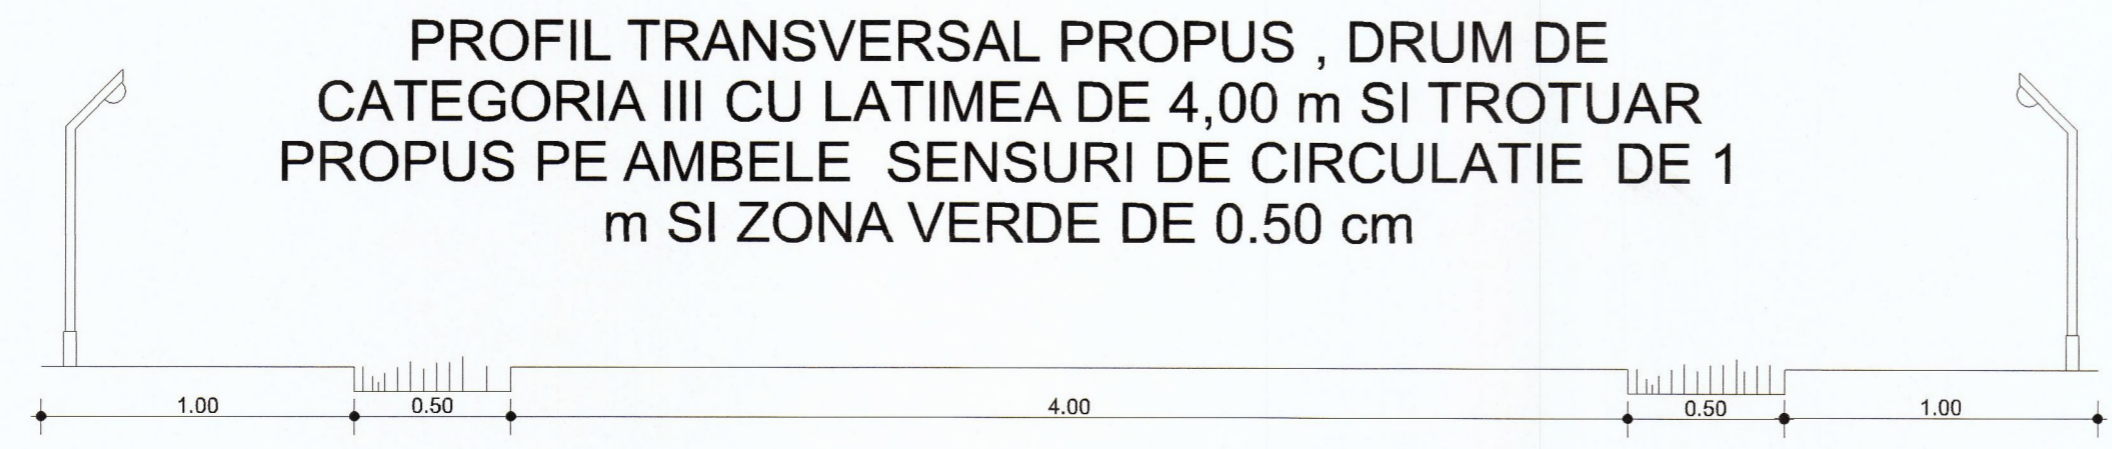 PROFIL TRANSVERSAL PROPUS , DRUM DE
CATEGORIA III CU LATIMEA DE 4,00 m SI TROTUAR
PROPUS PE AMBELE SENSURI DE CIRCULATIE DE 1
m SI ZONA VERDE DE 0.50 cm
1.00 0.50 4.00 0.50 1.00